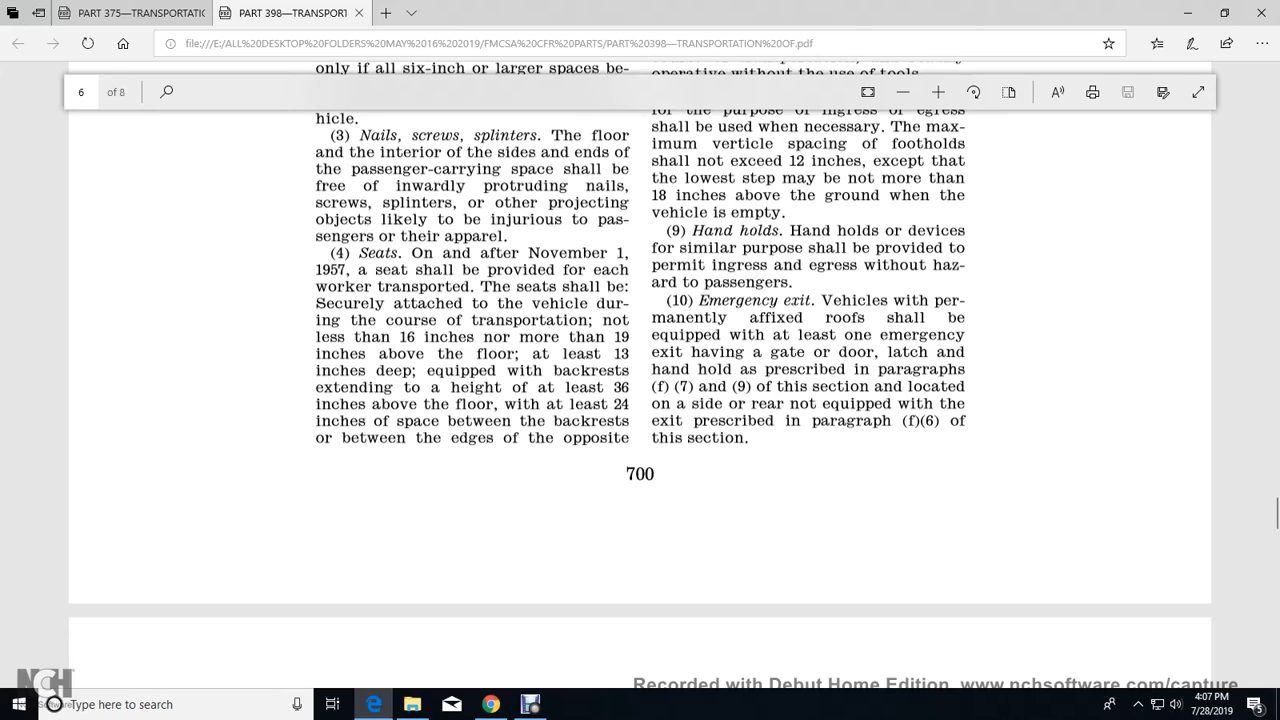 PART 375—TRANSPORTATIC
PART 398—TRANSPORT
file:///E:/ALL%20DESKTOP%20FOLDERS%20MAY%2016%202019/FMCSA%20CFR%20PARTS/PART%20398—TRANSPORTATION%20OF.pdf
6 of 8
only if all six-inch or larger spaces be-
hicle.
(3) Nails, screws, splinters. The floor
and the interior of the sides and ends of
the passenger-carrying space shall be
free of inwardly protruding nails,
screws, splinters, or other projecting
objects likely to be injurious to pas-
sengers or their apparel.
(4) Seats. On and after November 1,
1957, a seat shall be provided for each
worker transported. The seats shall be:
Securely attached to the vehicle dur-
ing the course of transportation; not
less than 16 inches nor more than 19
inches above the floor; at least 13
inches deep; equipped with backrests
extending to a height of at least 36
inches above the floor, with at least 24
inches of space between the backrests
or between the edges of the opposite
operative without the use of tools.
for the purpose of ingress or egress
shall be used when necessary. The max-
imum verticle spacing of footholds
shall not exceed 12 inches, except that
the lowest step may be not more than
18 inches above the ground when the
vehicle is empty.
(9) Hand holds. Hand holds or devices
for similar purpose shall be provided to
permit ingress and egress without haz-
ard to passengers.
(10) Emergency exit. Vehicles with per-
manently affixed roofs shall be
equipped with at least one emergency
exit having a gate or door, latch and
hand hold as prescribed in paragraphs
(f) (7) and (9) of this section and located
on a side or rear not equipped with the
exit prescribed in paragraph (f)(6) of
this section.
700
NCH
Software
Recorded with Debut Home Edition www.nchsoftware.com/capture
Type here to search
4:07 PM
7/28/2019